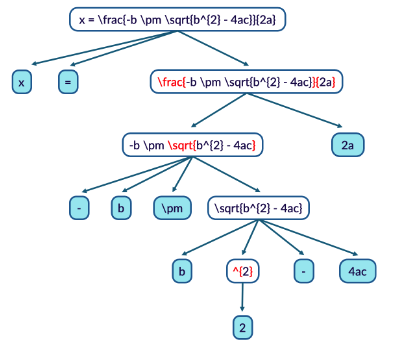 x = \frac{-b \pm \sqrt{b^{2} - 4ac}}{2a}
x
=
\frac{-b \pm \sqrt{b^{2} - 4ac}}{2a}
-b \pm \sqrt{b^{2} - 4ac}
2a
-
b
\pm
\sqrt{b^{2} - 4ac}
b
^{2}
-
4ac
2